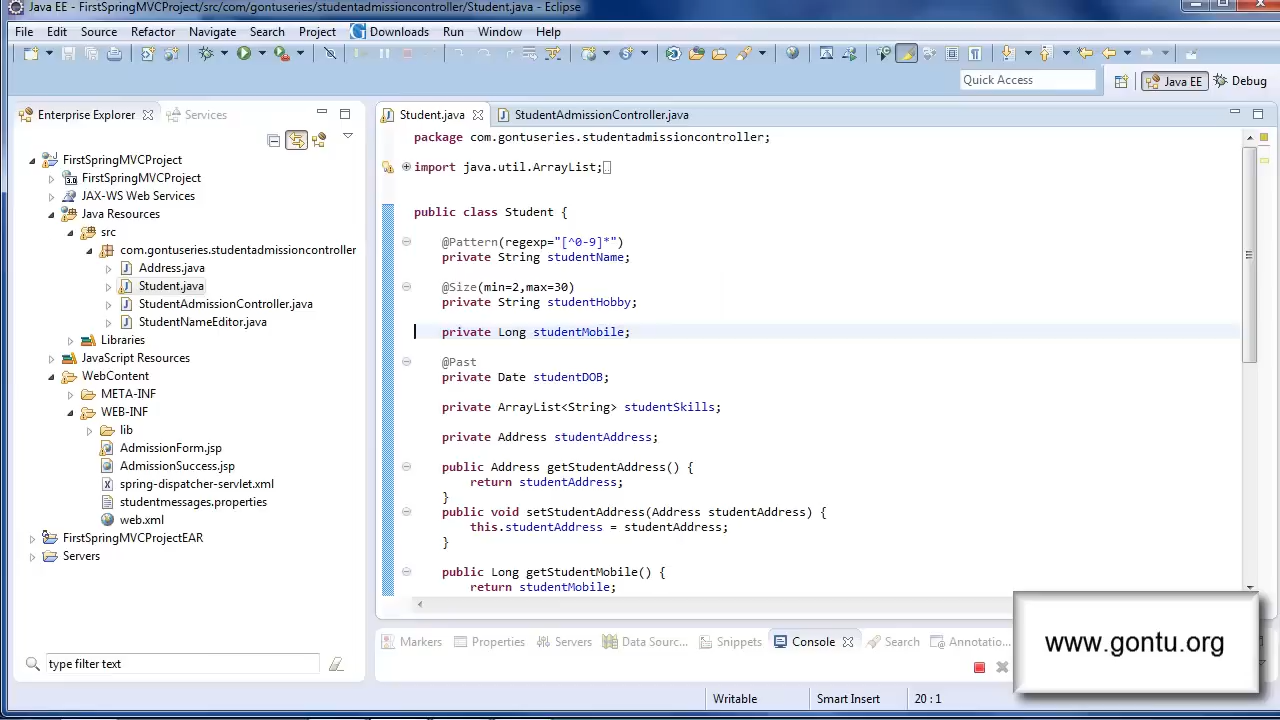 Java EE - FirstSpringMVCProject/src/com/gontuseries/studentadmissioncontroller/Student.java - Eclipse
File Edit Source Refactor Navigate Search Project Downloads Run Window Help
Quick Access
Java EE
Debug
Enterprise Explorer
Services
FirstSpringMVCProject
FirstSpringMVCProject
JAX-WS Web Services
Java Resources
src
com.gontuseries.studentadmissioncontroller
Address.java
Student.java
StudentAdmissionController.java
StudentNameEditor.java
Libraries
JavaScript Resources
WebContent
META-INF
WEB-INF
lib
AdmissionForm.jsp
AdmissionSuccess.jsp
spring-dispatcher-servlet.xml
studentmessages.properties
web.xml
FirstSpringMVCProjectEAR
Servers
type filter text
Student.java
StudentAdmissionController.java
package com.gontuseries.studentadmissioncontroller;
import java.util.ArrayList;
public class Student {
@Pattern(regexp="[^0-9]*")
private String studentName;
@Size(min=2,max=30)
private String studentHobby;
private Long studentMobile;
@Past
private Date studentDOB;
private ArrayList<String> studentSkills;
private Address studentAddress;
public Address getStudentAddress() {
return studentAddress;
}
public void setStudentAddress(Address studentAddress) {
this.studentAddress = studentAddress;
}
public Long getStudentMobile() {
return studentMobile;
Markers Properties Servers Data Sourc... Snippets Console Search Annotatio...
www.gontu.org
Writable
Smart Insert
20 : 1